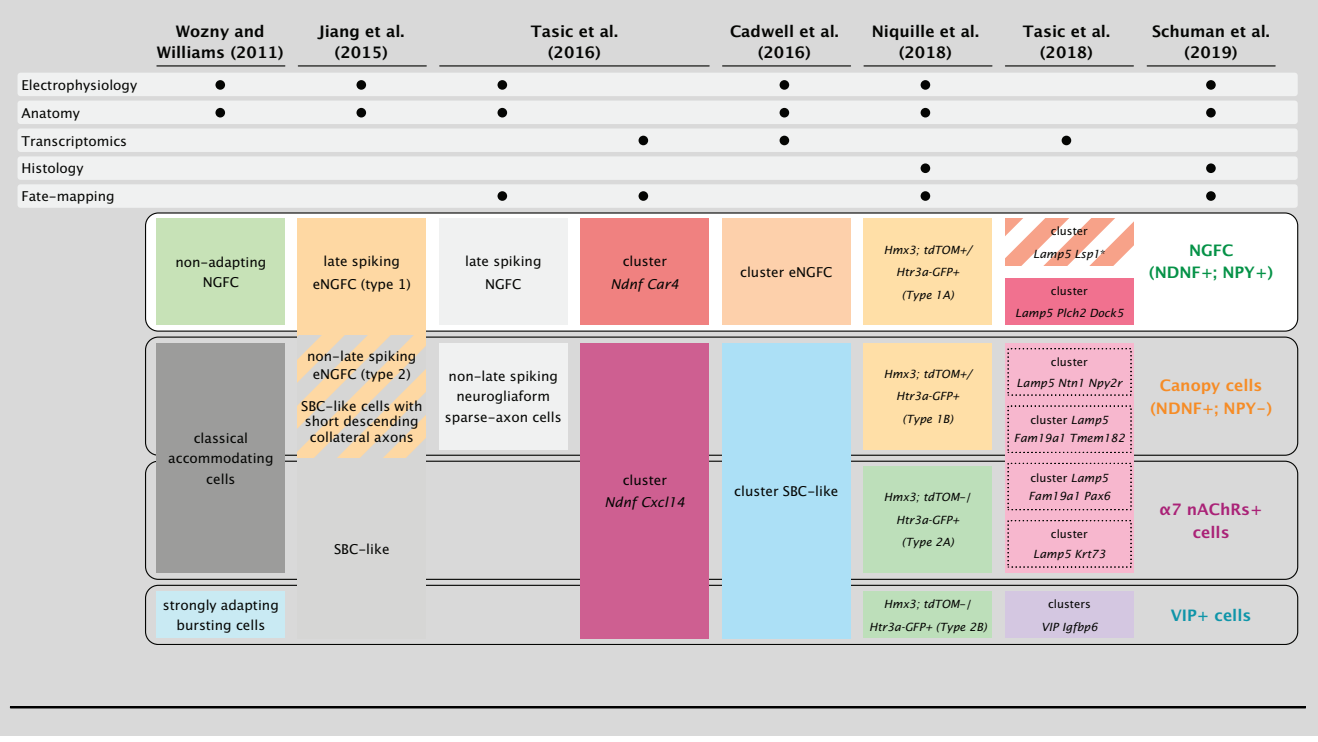 Wozny and
Williams (2011)
Jiang et al.
(2015)
Tasic et al.
(2016)
Cadwell et al.
(2016)
Niquille et al.
(2018)
Tasic et al.
(2018)
Schuman et al.
(2019)
Electrophysiology
Anatomy
Transcriptomics
Histology
Fate-mapping
non-adapting
NGFC
late spiking
eNGFC (type 1)
late spiking
NGFC
cluster
Ndnf Car4
cluster eNGFC
Hmx3; tdTOM+/
Htr3a-GFP+
(Type 1A)
cluster
Lamp5 Lsp1*
cluster
Lamp5 Plch2 Dock5
NGFC
(NDNF+; NPY+)
classical
accommodating
cells
non-late spiking
eNGFC (type 2)
SBC-like cells with
short descending
collateral axons
non-late spiking
neurogliaform
sparse-axon cells
cluster
Ndnf Cxcl14
cluster SBC-like
Hmx3; tdTOM+/
Htr3a-GFP+
(Type 1B)
cluster
Lamp5 Ntn1 Npy2r
cluster Lamp5
Fam19a1 Tmem182
Canopy cells
(NDNF+; NPY-)
SBC-like
Hmx3; tdTOM-/
Htr3a-GFP+
(Type 2A)
cluster Lamp5
Fam19a1 Pax6
cluster
Lamp5 Krt73
α7 nAChRs+
cells
strongly adapting
bursting cells
Hmx3; tdTOM-/
Htr3a-GFP+ (Type 2B)
clusters
VIP Igfbp6
VIP+ cells